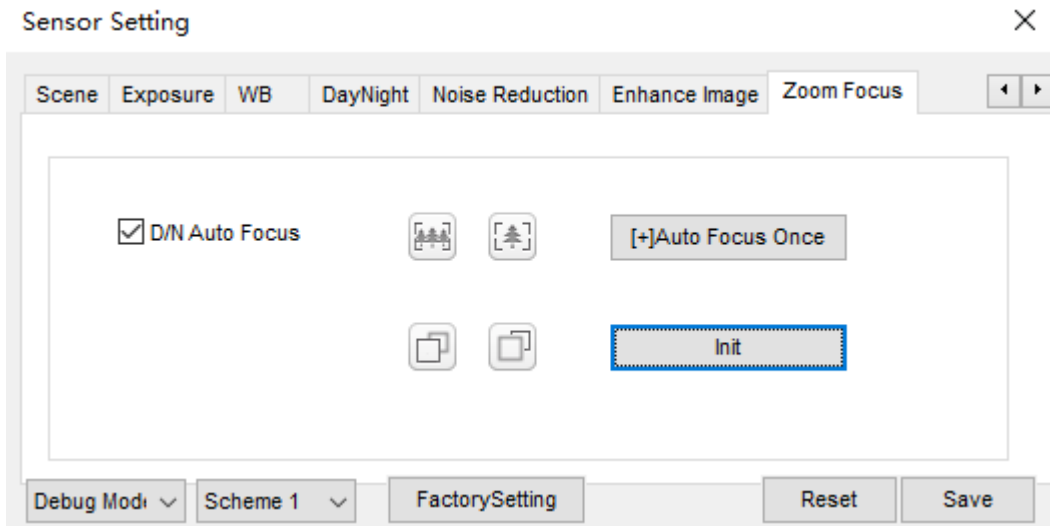 Sensor Setting
Scene Exposure WB DayNight Noise Reduction Enhance Image Zoom Focus
D/N Auto Focus [+]Auto Focus Once
Init
Debug Mod Scheme 1 FactorySetting Reset Save